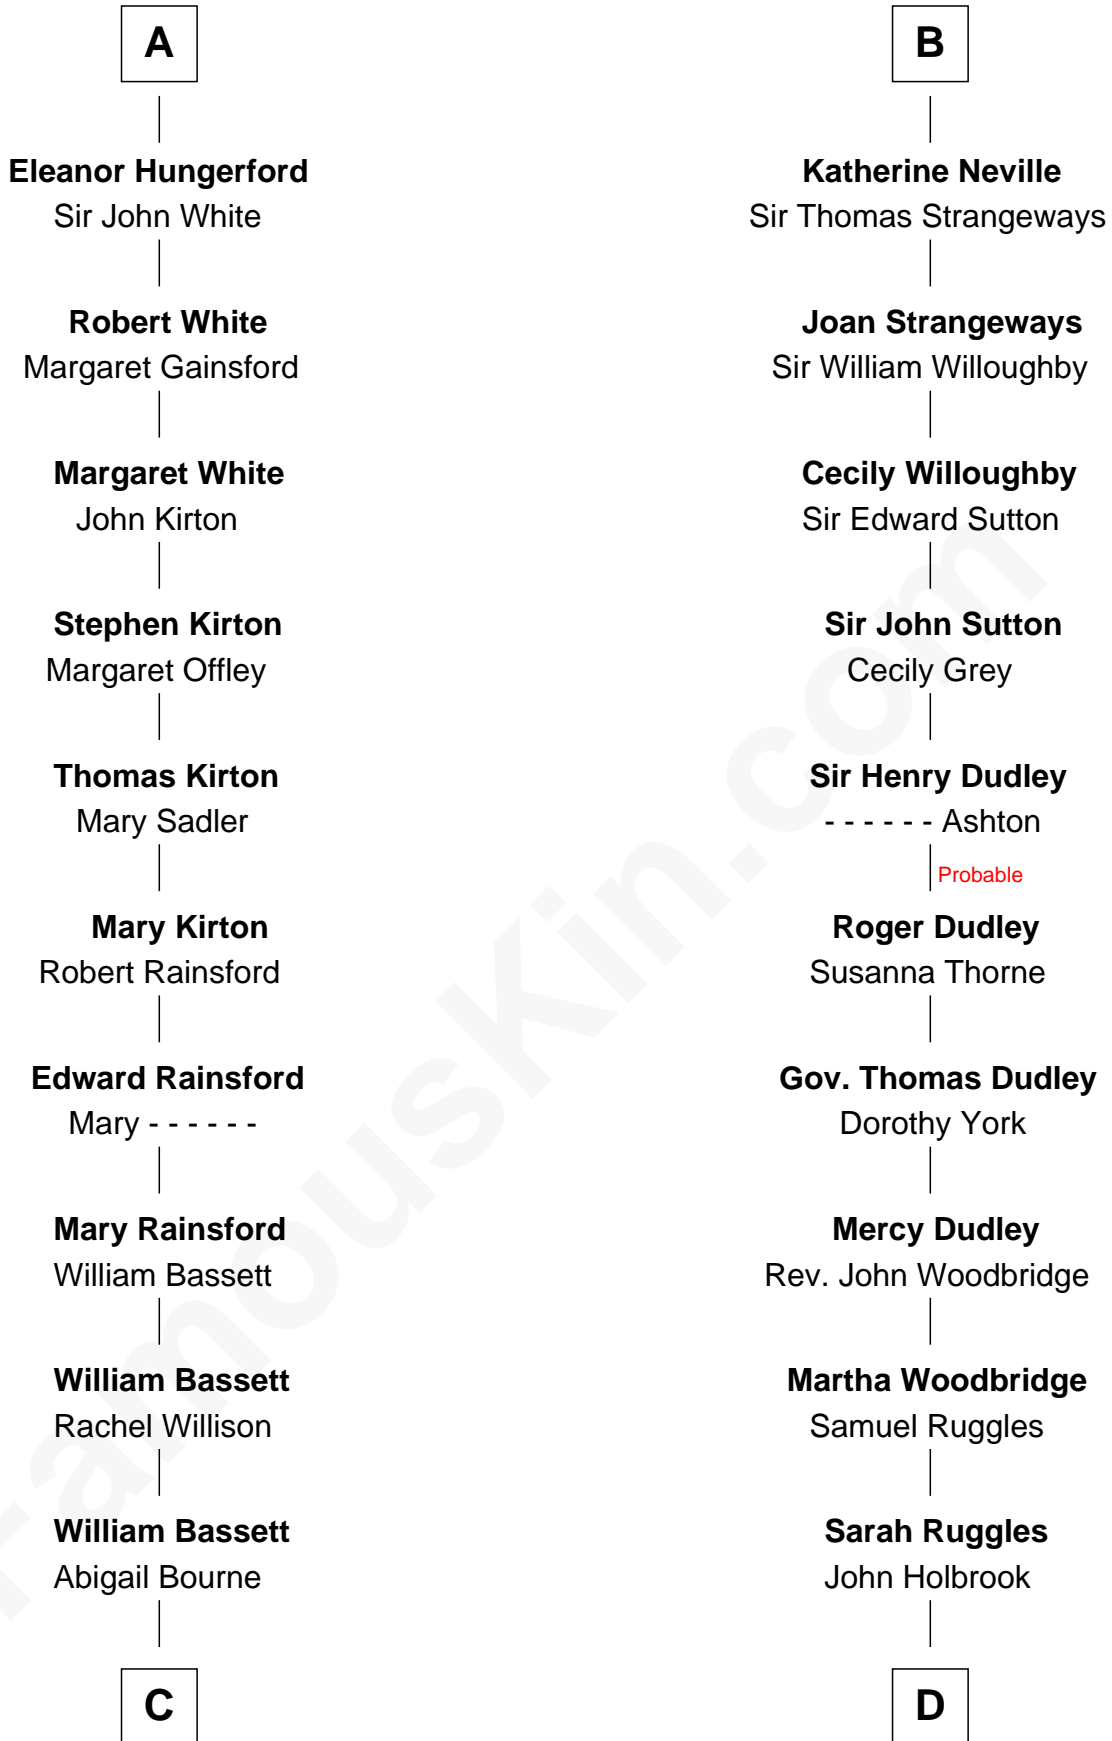 A
Eleanor Hungerford
Sir John White
Robert White
Margaret Gainsford
Margaret White
John Kirton
Stephen Kirton
Margaret Offley
Thomas Kirton
Mary Sadler
Mary Kirton
Robert Rainsford
Edward Rainsford
Mary - - - - - -
Mary Rainsford
William Bassett
William Bassett
Rachel Willison
William Bassett
Abigail Bourne
C
B
Katherine Neville
Sir Thomas Strangeways
Joan Strangeways
Sir William Willoughby
Cecily Willoughby
Sir Edward Sutton
Sir John Sutton
Cecily Grey
Sir Henry Dudley
- - - - - - Ashton
Probable
Roger Dudley
Susanna Thorne
Gov. Thomas Dudley
Dorothy York
Mercy Dudley
Rev. John Woodbridge
Martha Woodbridge
Samuel Ruggles
Sarah Ruggles
John Holbrook
D
FamousKin.com